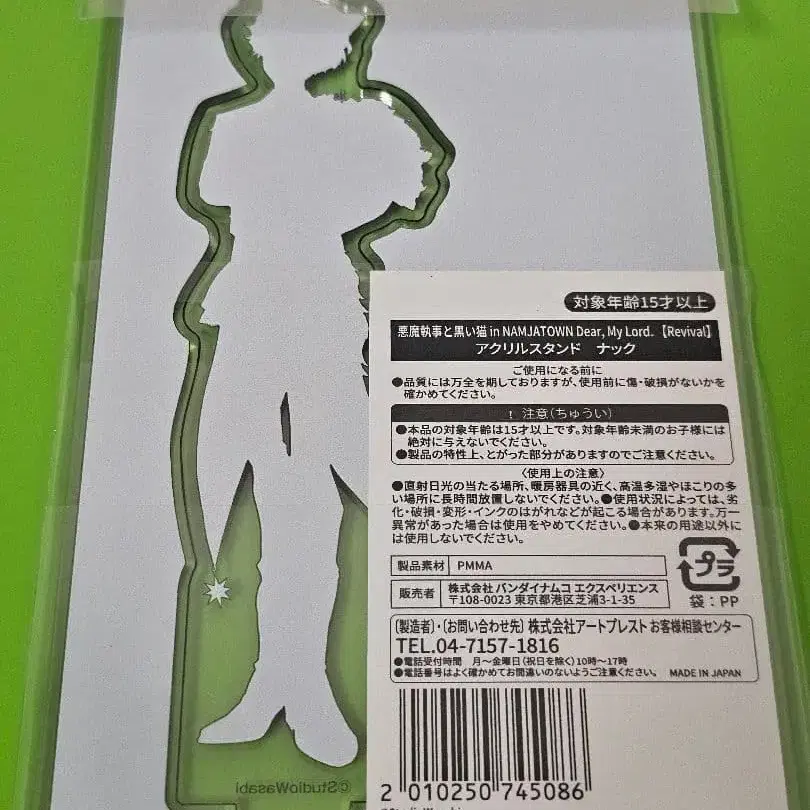 対象年齢15才以上
悪魔執事と黒い猫 in NAMJATOWN Dear, My Lord.【Revival】
アクリルスタンド ナック
ご使用になる前に
●品質には万全を期しておりますが、使用前に傷・破損がないかを
確かめてください。
! 注意(ちゅうい)
●本品の対象年齢は15才以上です。対象年齢未満のお子様には
絶対に与えないでください。
●製品の特性上、とがった部分がありますのでご注意ください。
〈使用上の注意〉
●直射日光の当たる場所、暖房器具の近く、高温多湿やほこりの多
い場所に長時間放置しないでください。●使用状況によっては、劣
化・破損・変形・インクのはがれなどが起こる場合があります。万一
異常があった場合は使用をやめてください。●本来の用途以外に
は使用しないでください。
製品素材 PMMA
プラ
袋:PP
販売者 株式会社 バンダイナムコ エクスペリエンス
〒108-0023 東京都港区芝浦3-1-35
〔製造者〕・〔お問い合わせ先〕株式会社アートプレスト お客様相談センター
TEL.04-7157-1816
●電話受付時間 月〜金曜日(祝日を除く)10時〜17時
●電話番号はよく確かめてお間違いのないようご注意ください。 MADE IN JAPAN
2 010250 745086
©StudioWasabi
©StudioWasabi